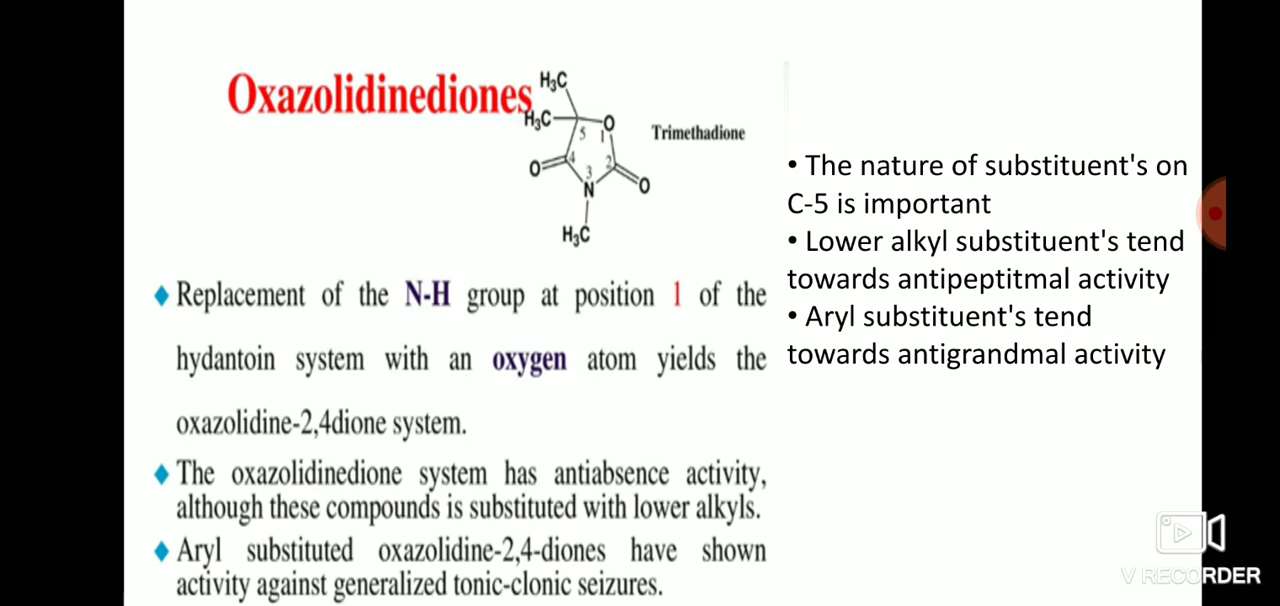 Oxazolidinediones
H₃C
H₃C
O
5
1
4
2
3
O
N
O
H₃C
Trimethadione
Replacement of the N-H group at position 1 of the
hydantoin system with an oxygen atom yields the
oxazolidine-2,4dione system.
The oxazolidinedione system has antiabsence activity,
although these compounds is substituted with lower alkyls.
Aryl substituted oxazolidine-2,4-diones have shown
activity against generalized tonic-clonic seizures.
• The nature of substituent's on
C-5 is important
• Lower alkyl substituent's tend
towards antipeptitmal activity
• Aryl substituent's tend
towards antigrandmal activity
V RECORDER